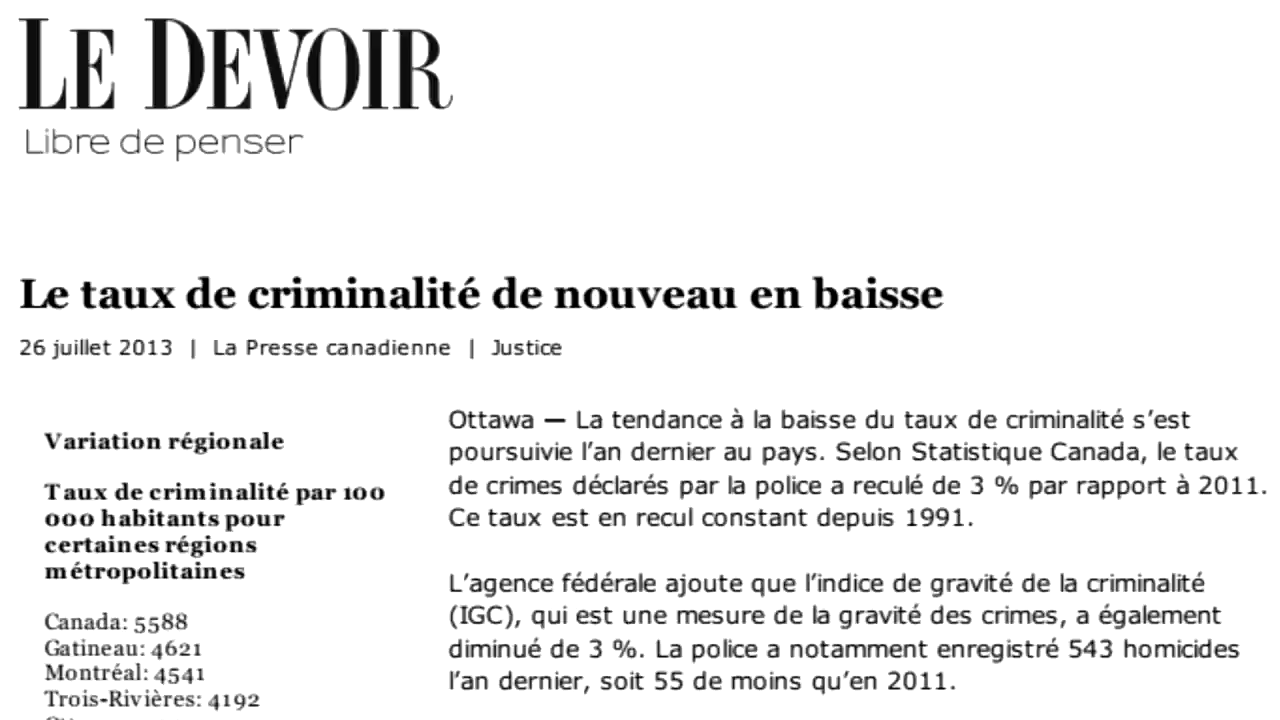 LE DEVOIR
Libre de penser
Le taux de criminalité de nouveau en baisse
26 juillet 2013 | La Presse canadienne | Justice
Variation régionale
Taux de criminalité par 100
000 habitants pour
certaines régions
métropolitaines
Canada: 5588
Gatineau: 4621
Montréal: 4541
Trois-Rivières: 4192
Ottawa — La tendance à la baisse du taux de criminalité s’est
poursuivie l’an dernier au pays. Selon Statistique Canada, le taux
de crimes déclarés par la police a reculé de 3 % par rapport à 2011.
Ce taux est en recul constant depuis 1991.
L’agence fédérale ajoute que l’indice de gravité de la criminalité
(IGC), qui est une mesure de la gravité des crimes, a également
diminué de 3 %. La police a notamment enregistré 543 homicides
l’an dernier, soit 55 de moins qu’en 2011.